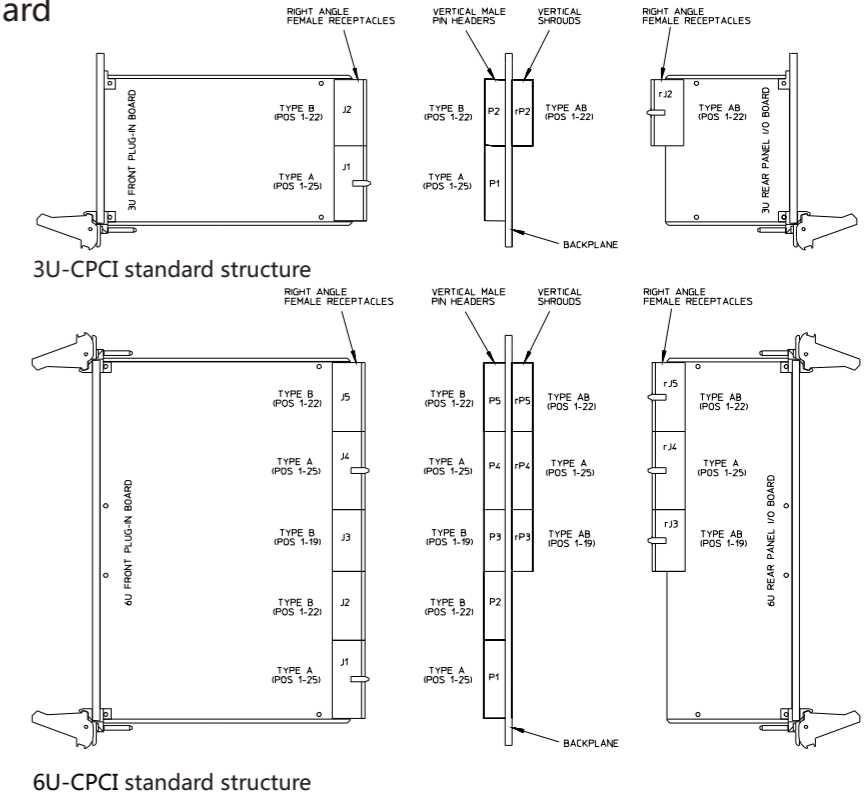 ard
RIGHT ANGLE
FEMALE RECEPTACLES
VERTICAL MALE
PIN HEADERS
VERTICAL
SHROUDS
RIGHT ANGLE
FEMALE RECEPTACLES
3U FRONT PLUG-IN BOARD
TYPE B
(POS 1-22)
J2
TYPE A
(POS 1-25)
J1
TYPE B
(POS 1-22)
P2
rP2
TYPE AB
(POS 1-22)
TYPE A
(POS 1-25)
P1
rJ2
TYPE AB
(POS 1-22)
3U REAR PANEL I/O BOARD
BACKPLANE
3U-CPCI standard structure
RIGHT ANGLE
FEMALE RECEPTACLES
VERTICAL MALE
PIN HEADERS
VERTICAL
SHROUDS
RIGHT ANGLE
FEMALE RECEPTACLES
6U FRONT PLUG-IN BOARD
TYPE B
(POS 1-22)
J5
TYPE A
(POS 1-25)
J4
TYPE B
(POS 1-19)
J3
TYPE B
(POS 1-22)
J2
TYPE A
(POS 1-25)
J1
TYPE B
(POS 1-22)
P5
rP5
TYPE AB
(POS 1-22)
TYPE A
(POS 1-25)
P4
rP4
TYPE A
(POS 1-25)
TYPE B
(POS 1-19)
P3
rP3
TYPE AB
(POS 1-19)
TYPE B
(POS 1-22)
P2
TYPE A
(POS 1-25)
P1
rJ5
TYPE AB
(POS 1-22)
rJ4
TYPE A
(POS 1-25)
rJ3
TYPE AB
(POS 1-19)
6U REAR PANEL I/O BOARD
BACKPLANE
6U-CPCI standard structure